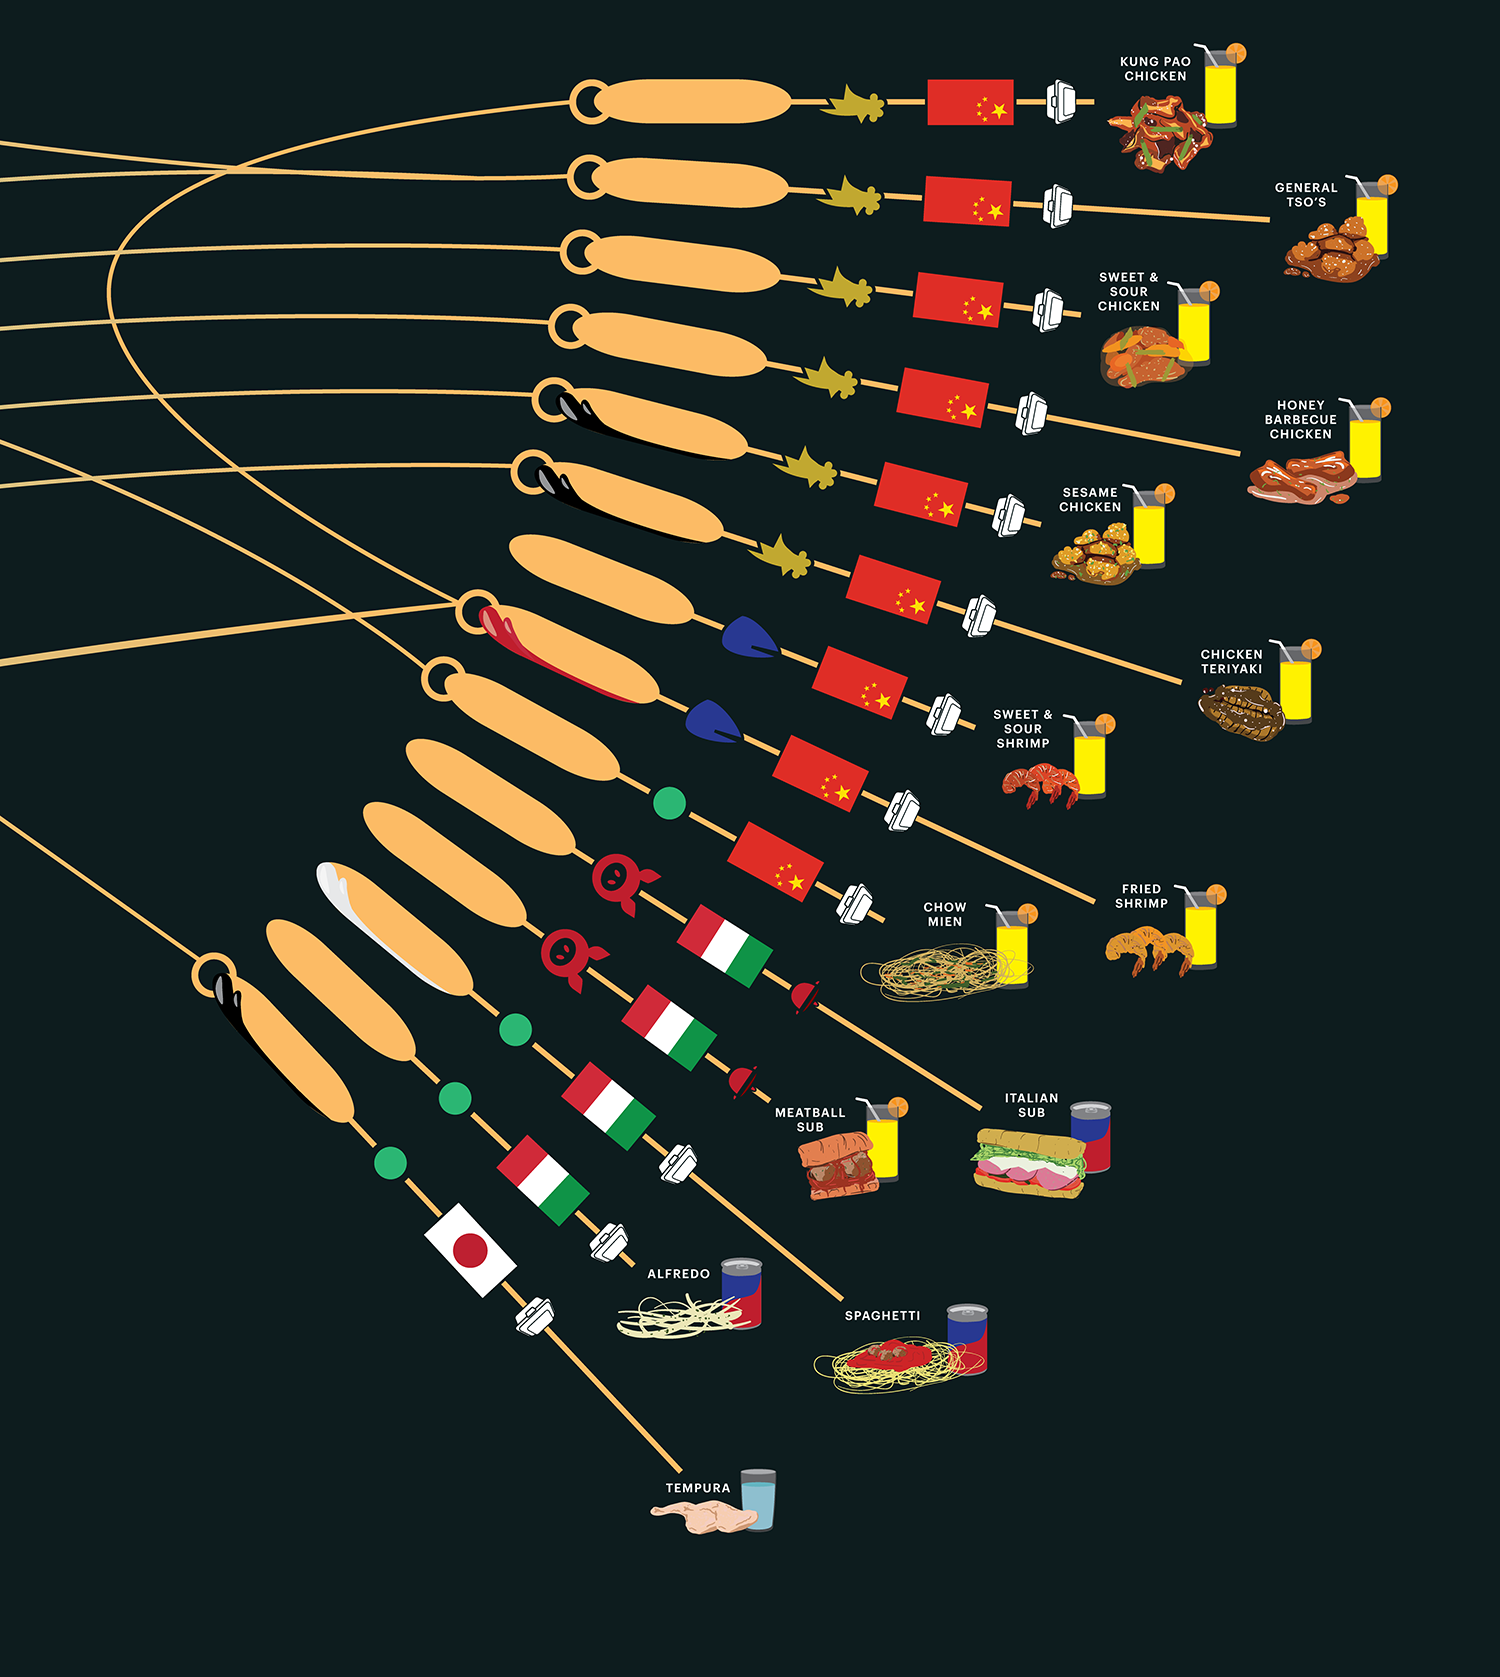 KUNG PAO
CHICKEN
GENERAL
TSO'S
SWEET &
SOUR
CHICKEN
HONEY
BARBECUE
CHICKEN
SESAME
CHICKEN
CHICKEN
TERIYAKI
SWEET &
SOUR
SHRIMP
FRIED
SHRIMP
CHOW
MIEN
ITALIAN
SUB
MEATBALL
SUB
ALFREDO
SPAGHETTI
TEMPURA